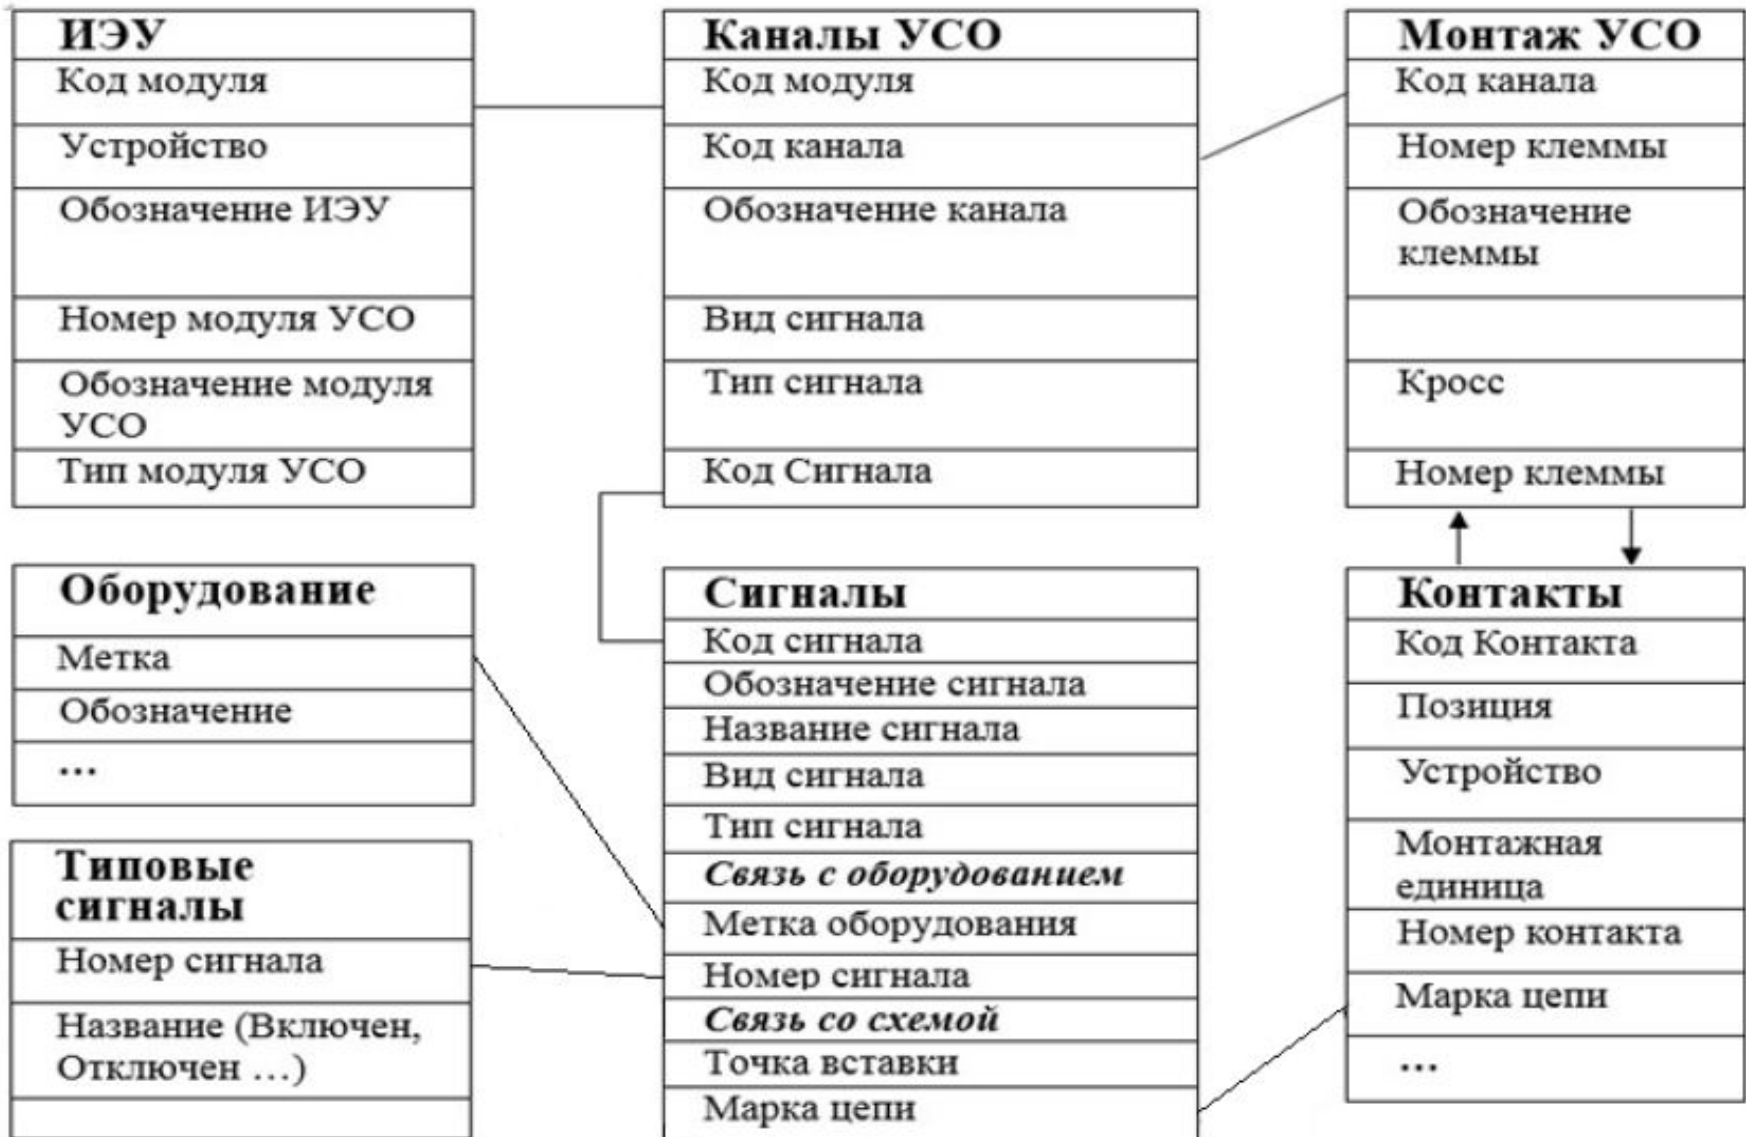 ИЭУ
Код модуля
Устройство
Обозначение ИЭУ
Номер модуля УСО
Обозначение модуля
УСО
Тип модуля УСО
Каналы УСО
Код модуля
Код канала
Обозначение канала
Вид сигнала
Тип сигнала
Код Сигнала
Монтаж УСО
Код канала
Номер клеммы
Обозначение
клеммы
Кросс
Номер клеммы
Оборудование
Метка
Обозначение
...
Типовые
сигналы
Номер сигнала
Название (Включен,
Отключен ...)
Сигналы
Код сигнала
Обозначение сигнала
Название сигнала
Вид сигнала
Тип сигнала
Связь с оборудованием
Метка оборудования
Номер сигнала
Связь со схемой
Точка вставки
Марка цепи
Контакты
Код Контакта
Позиция
Устройство
Монтажная
единица
Номер контакта
Марка цепи
...